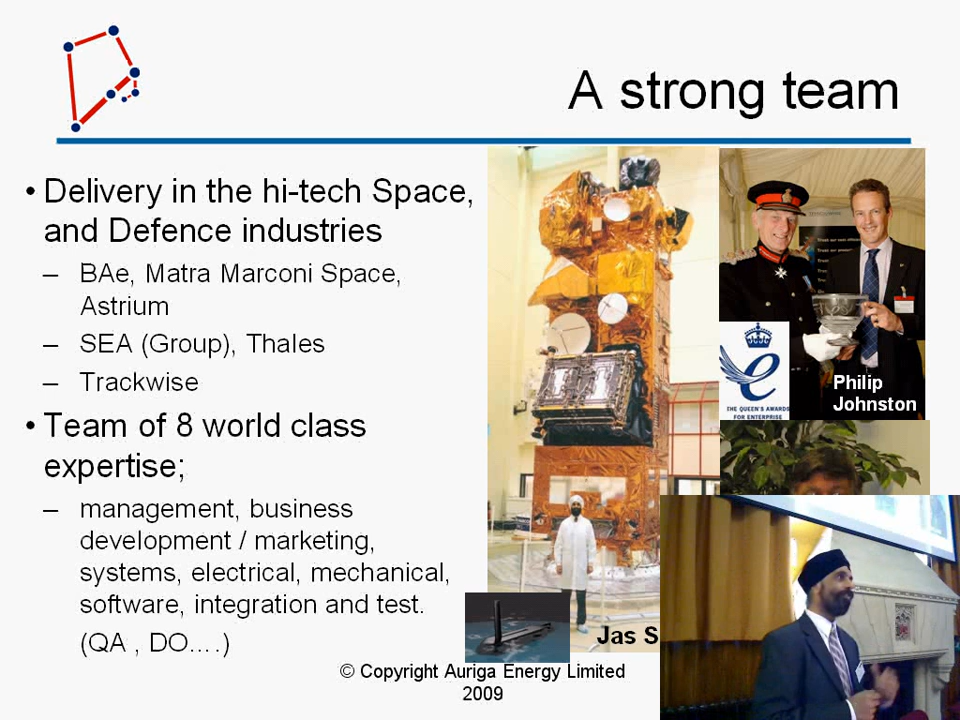 A strong team
• Delivery in the hi-tech Space,
and Defence industries
– BAe, Matra Marconi Space,
Astrium
– SEA (Group), Thales
– Trackwise
• Team of 8 world class
expertise;
– management, business
development / marketing,
systems, electrical, mechanical,
software, integration and test.
(QA , DO... .)
THE QUEEN'S AWARDS
FOR ENTERPRISE
Philip
Johnston
Jas S
© Copyright Auriga Energy Limited
2009